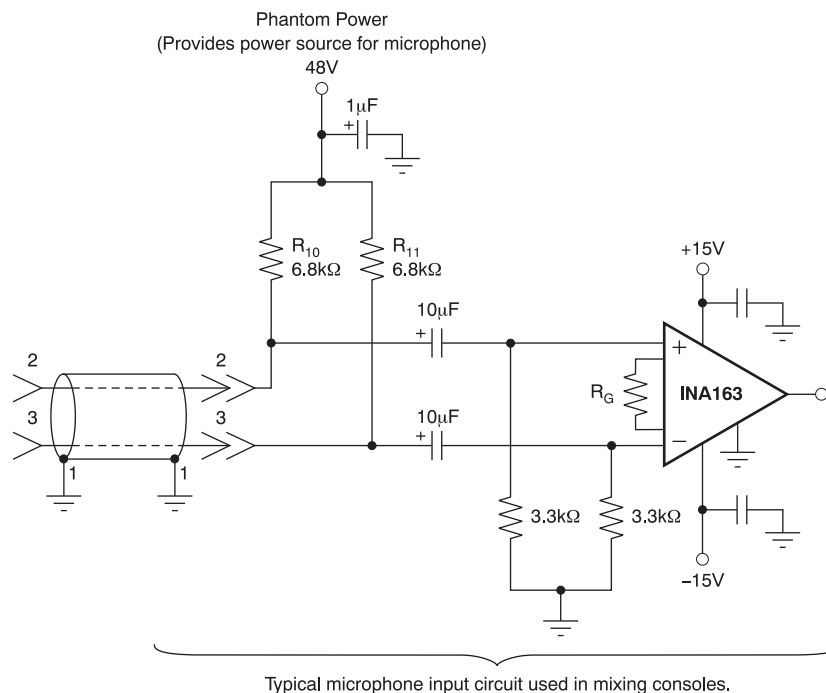 Phantom Power
(Provides power source for microphone)
48V
1μF
+
R10
6.8kΩ
R11
6.8kΩ
+15V
10μF
+
2
2
+
RG
INA163
3
3
10μF
+
−
1
1
3.3kΩ
3.3kΩ
–15V
Typical microphone input circuit used in mixing consoles.